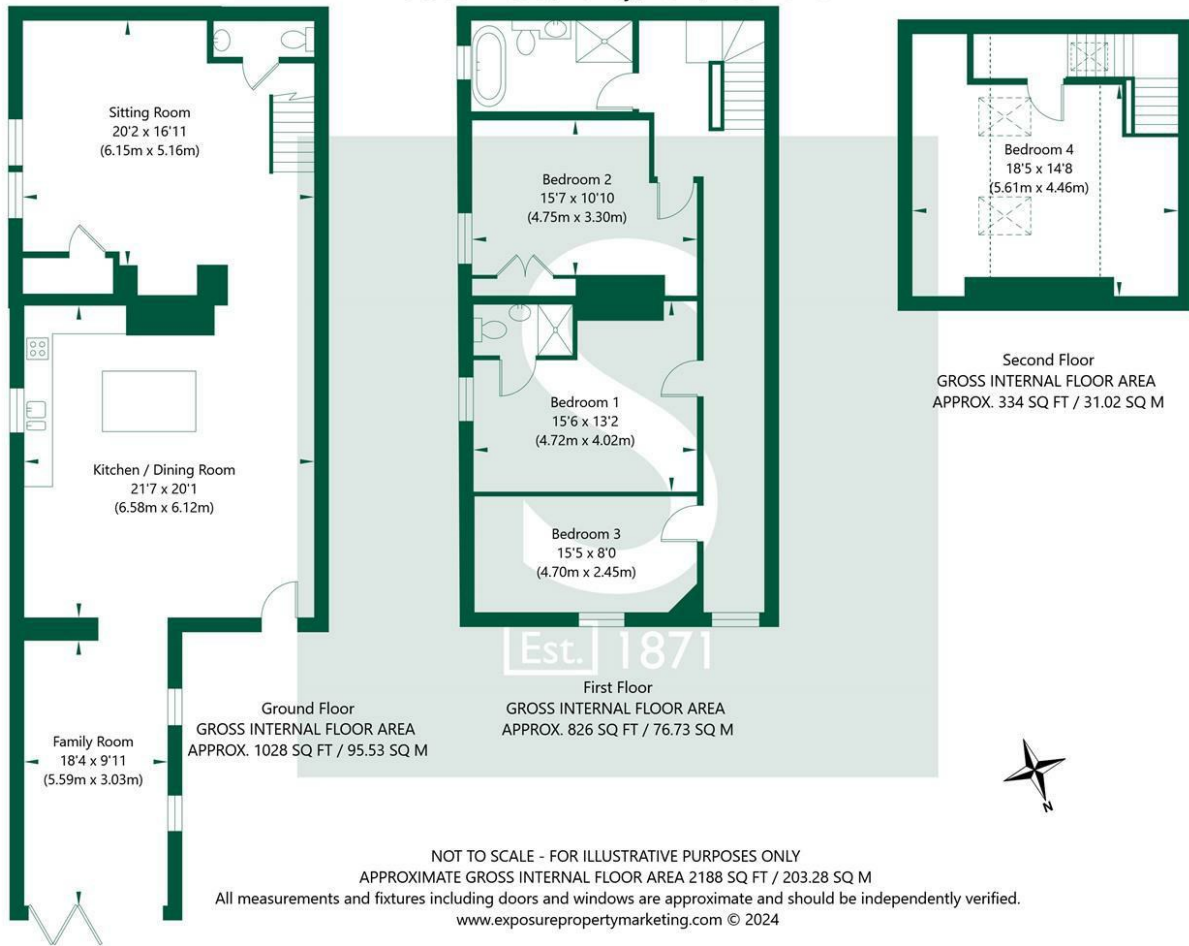 Sitting Room
20'2 x 16'11
(6.15m x 5.16m)
Kitchen / Dining Room
21'7 x 20'1
(6.58m x 6.12m)
Family Room
18'4 x 9'11
(5.59m x 3.03m)
Ground Floor
GROSS INTERNAL FLOOR AREA
APPROX. 1028 SQ FT / 95.53 SQ M
Bedroom 2
15'7 x 10'10
(4.75m x 3.30m)
Bedroom 1
15'6 x 13'2
(4.72m x 4.02m)
Bedroom 3
15'5 x 8'0
(4.70m x 2.45m)
S
Est. 1871
First Floor
GROSS INTERNAL FLOOR AREA
APPROX. 826 SQ FT / 76.73 SQ M
Bedroom 4
18'5 x 14'8
(5.61m x 4.46m)
Second Floor
GROSS INTERNAL FLOOR AREA
APPROX. 334 SQ FT / 31.02 SQ M
N
NOT TO SCALE - FOR ILLUSTRATIVE PURPOSES ONLY
APPROXIMATE GROSS INTERNAL FLOOR AREA 2188 SQ FT / 203.28 SQ M
All measurements and fixtures including doors and windows are approximate and should be independently verified.
www.exposurepropertymarketing.com © 2024